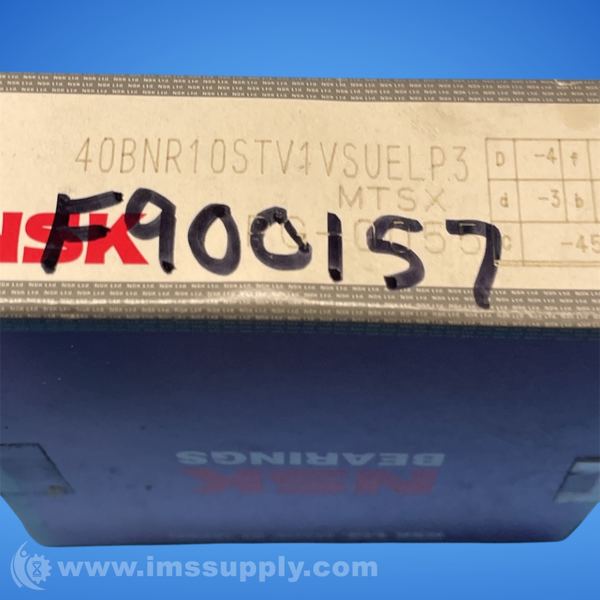 40BNR10STV1VSUELP3
MTSX
D -4 f
d -3 b
C -45
NSK
F900157
NSK
BEARINGS
www.imssupply.com